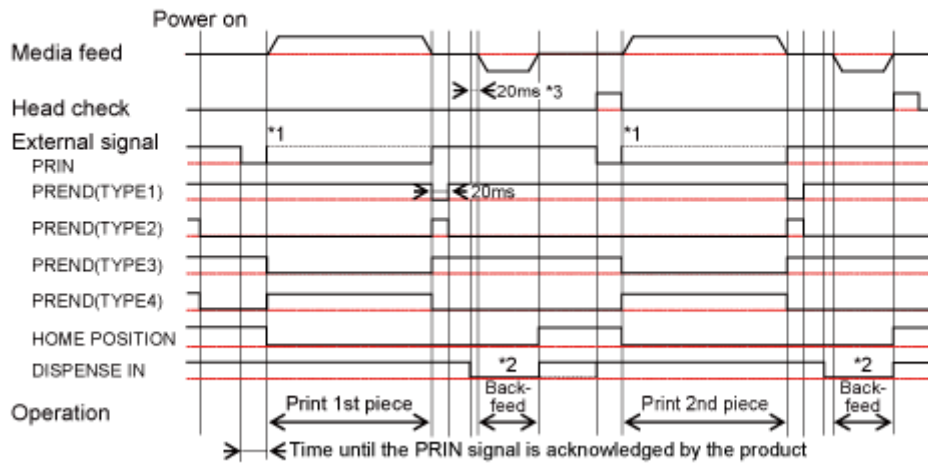 Power on
Media feed
20ms *3
Head check
*1 *1
External signal
PRIN
PREND(TYPE1)
20ms
PREND(TYPE2)
PREND(TYPE3)
PREND(TYPE4)
HOME POSITION
DISPENSE IN
*2 *2
Back- Back-
Operation Print 1st piece feed Print 2nd piece feed
Time until the PRIN signal is acknowledged by the product